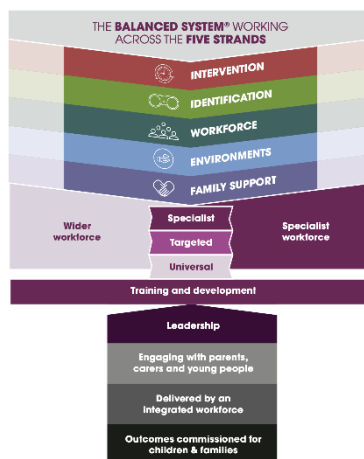 THE BALANCED SYSTEM® WORKING
ACROSS THE FIVE STRANDS
INTERVENTION
IDENTIFICATION
WORKFORCE
ENVIRONMENTS
FAMILY SUPPORT
Wider
workforce
Specialist
Targeted
Universal
Specialist
workforce
Training and development
Leadership
Engaging with parents,
carers and young people
Delivered by an
integrated workforce
Outcomes commissioned for
children & families